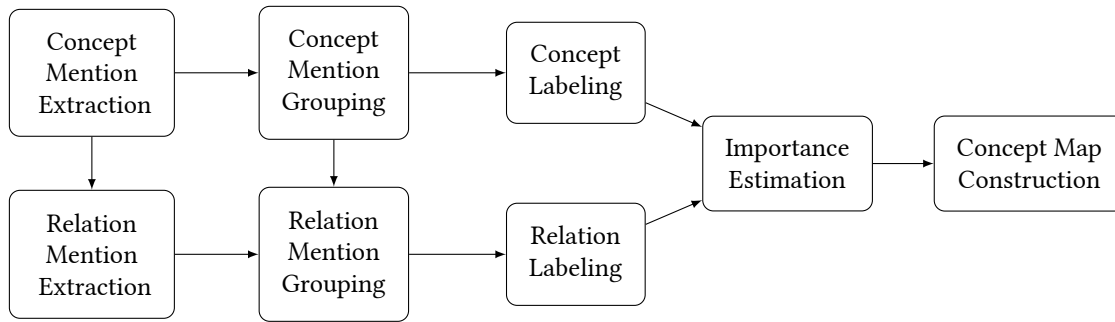 Concept
Mention
Extraction
Concept
Mention
Grouping
Concept
Labeling
Importance
Estimation
Concept Map
Construction
Relation
Mention
Extraction
Relation
Mention
Grouping
Relation
Labeling